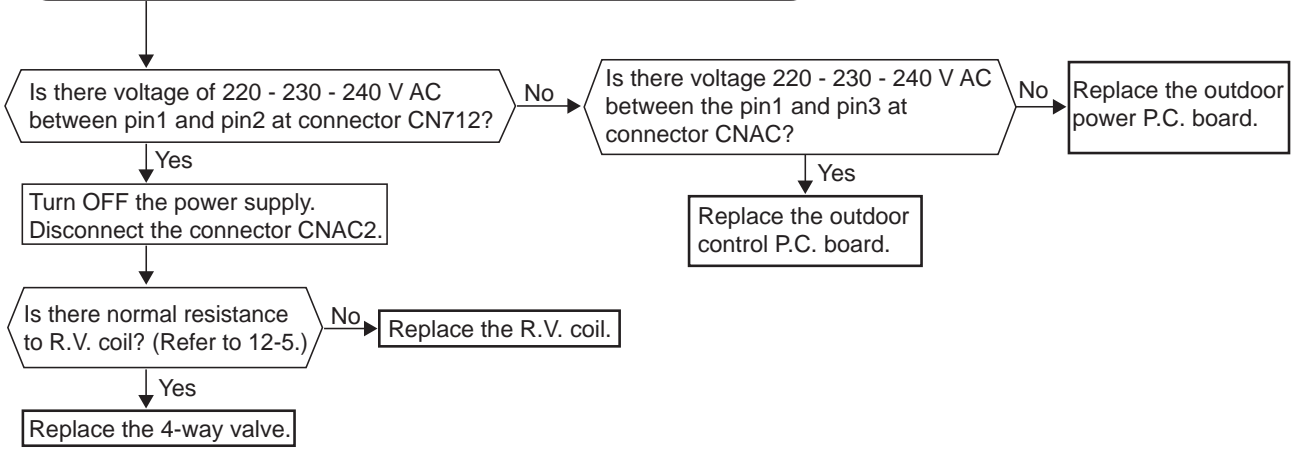 Is there voltage of 220 - 230 - 240 V AC
between pin1 and pin2 at connector CN712?
No
Is there voltage 220 - 230 - 240 V AC
between the pin1 and pin3 at
connector CNAC?
No
Replace the outdoor
power P.C. board.
Yes
Turn OFF the power supply.
Disconnect the connector CNAC2.
Yes
Replace the outdoor
control P.C. board.
Is there normal resistance
to R.V. coil? (Refer to 12-5.)
No
Replace the R.V. coil.
Yes
Replace the 4-way valve.